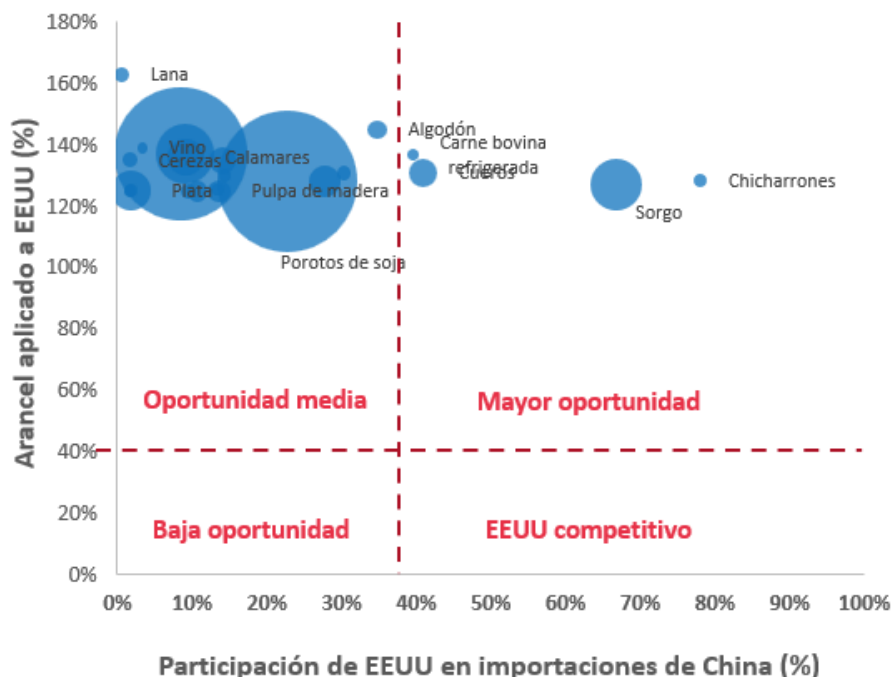 Arancel aplicado a EEUU (%)
180%
160%
140%
120%
100%
80%
60%
40%
20%
0%
Lana
Algodón
Vino
Carne bovina
refrigerada
Cerezas
Calamares
Cueros
Plata
Pulpa de madera
Chicharrones
Sorgo
Porotos de soja
Oportunidad media
Mayor oportunidad
Baja oportunidad
EEUU competitivo
0% 10% 20% 30% 40% 50% 60% 70% 80% 90% 100%
Participación de EEUU en importaciones de China (%)